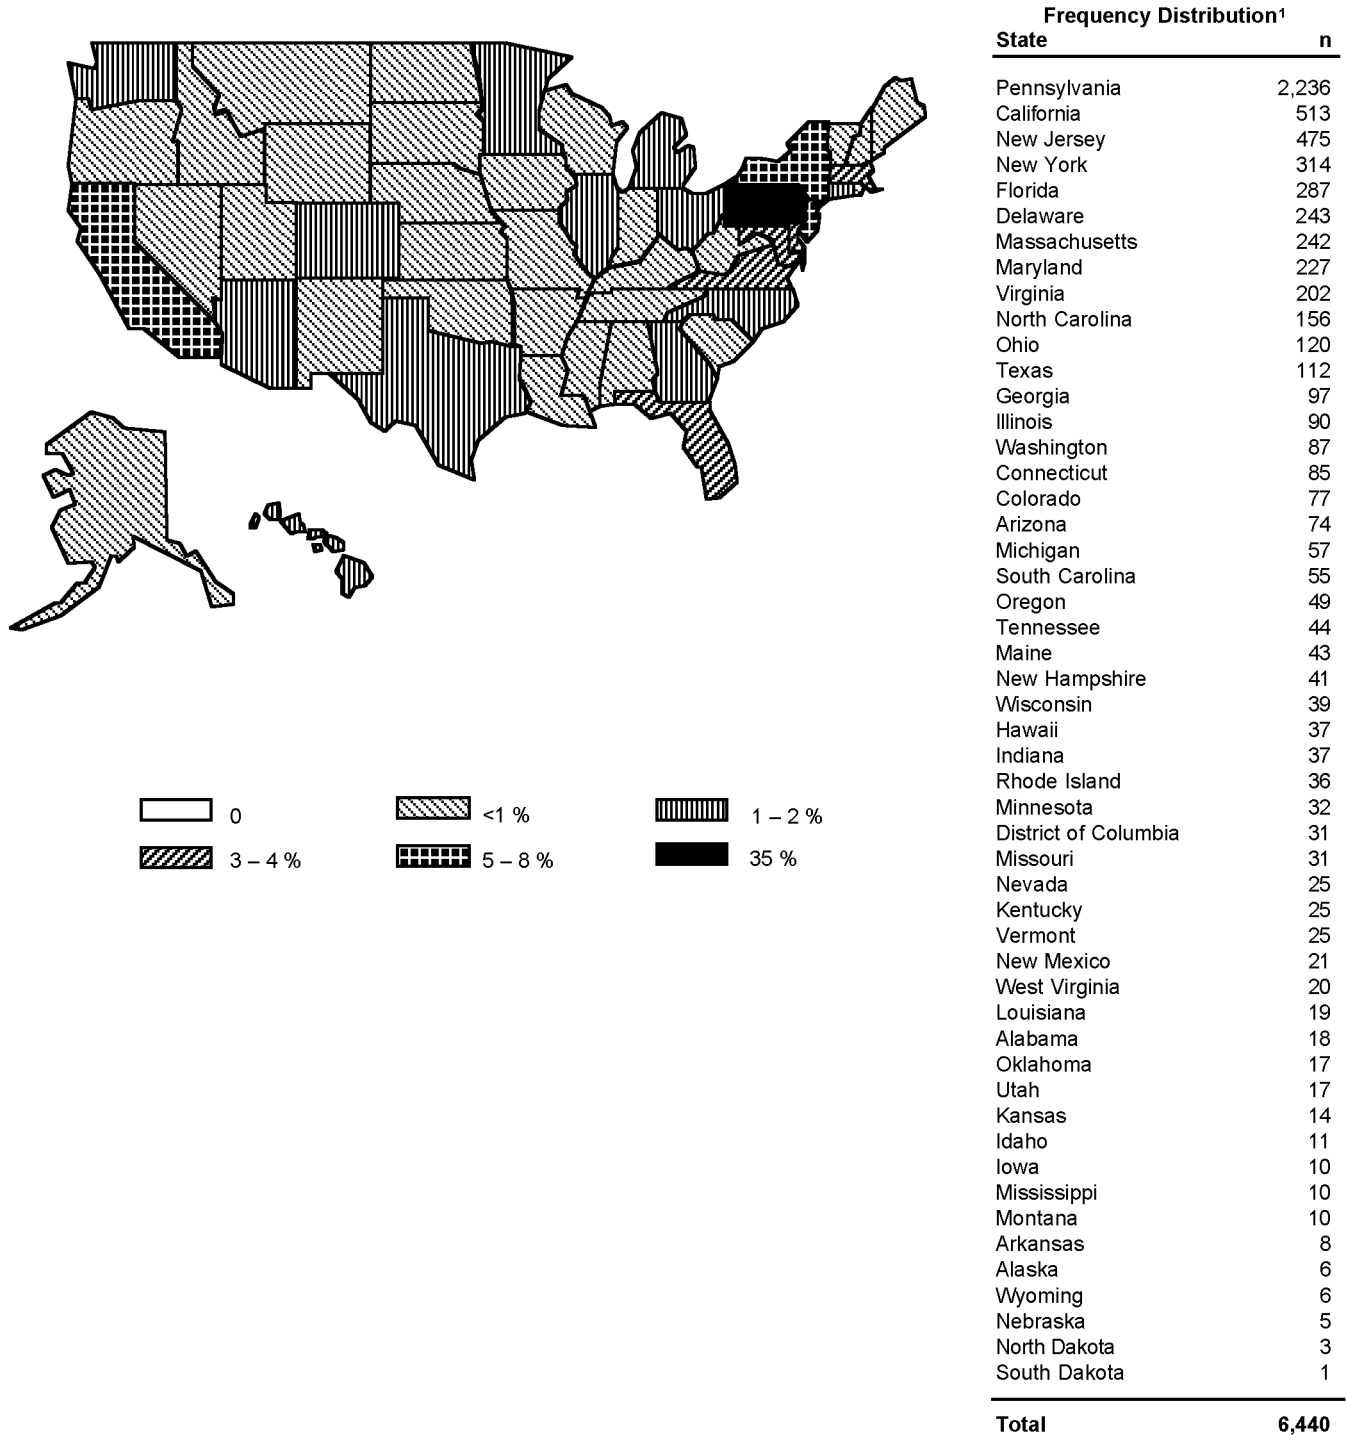 Frequency Distribution¹
State n
Pennsylvania 2,236
California 513
New Jersey 475
New York 314
Florida 287
Delaware 243
Massachusetts 242
Maryland 227
Virginia 202
North Carolina 156
Ohio 120
Texas 112
Georgia 97
Illinois 90
Washington 87
Connecticut 85
Colorado 77
Arizona 74
Michigan 57
South Carolina 55
Oregon 49
Tennessee 44
Maine 43
New Hampshire 41
Wisconsin 39
Hawaii 37
Indiana 37
Rhode Island 36
Minnesota 32
District of Columbia 31
Missouri 31
Nevada 25
Kentucky 25
Vermont 25
New Mexico 21
West Virginia 20
Louisiana 19
Alabama 18
Oklahoma 17
Utah 17
Kansas 14
Idaho 11
Iowa 10
Mississippi 10
Montana 10
Arkansas 8
Alaska 6
Wyoming 6
Nebraska 5
North Dakota 3
South Dakota 1
Total 6,440
0 <1 % 1 – 2 %
3 – 4 % 5 – 8 % 35 %